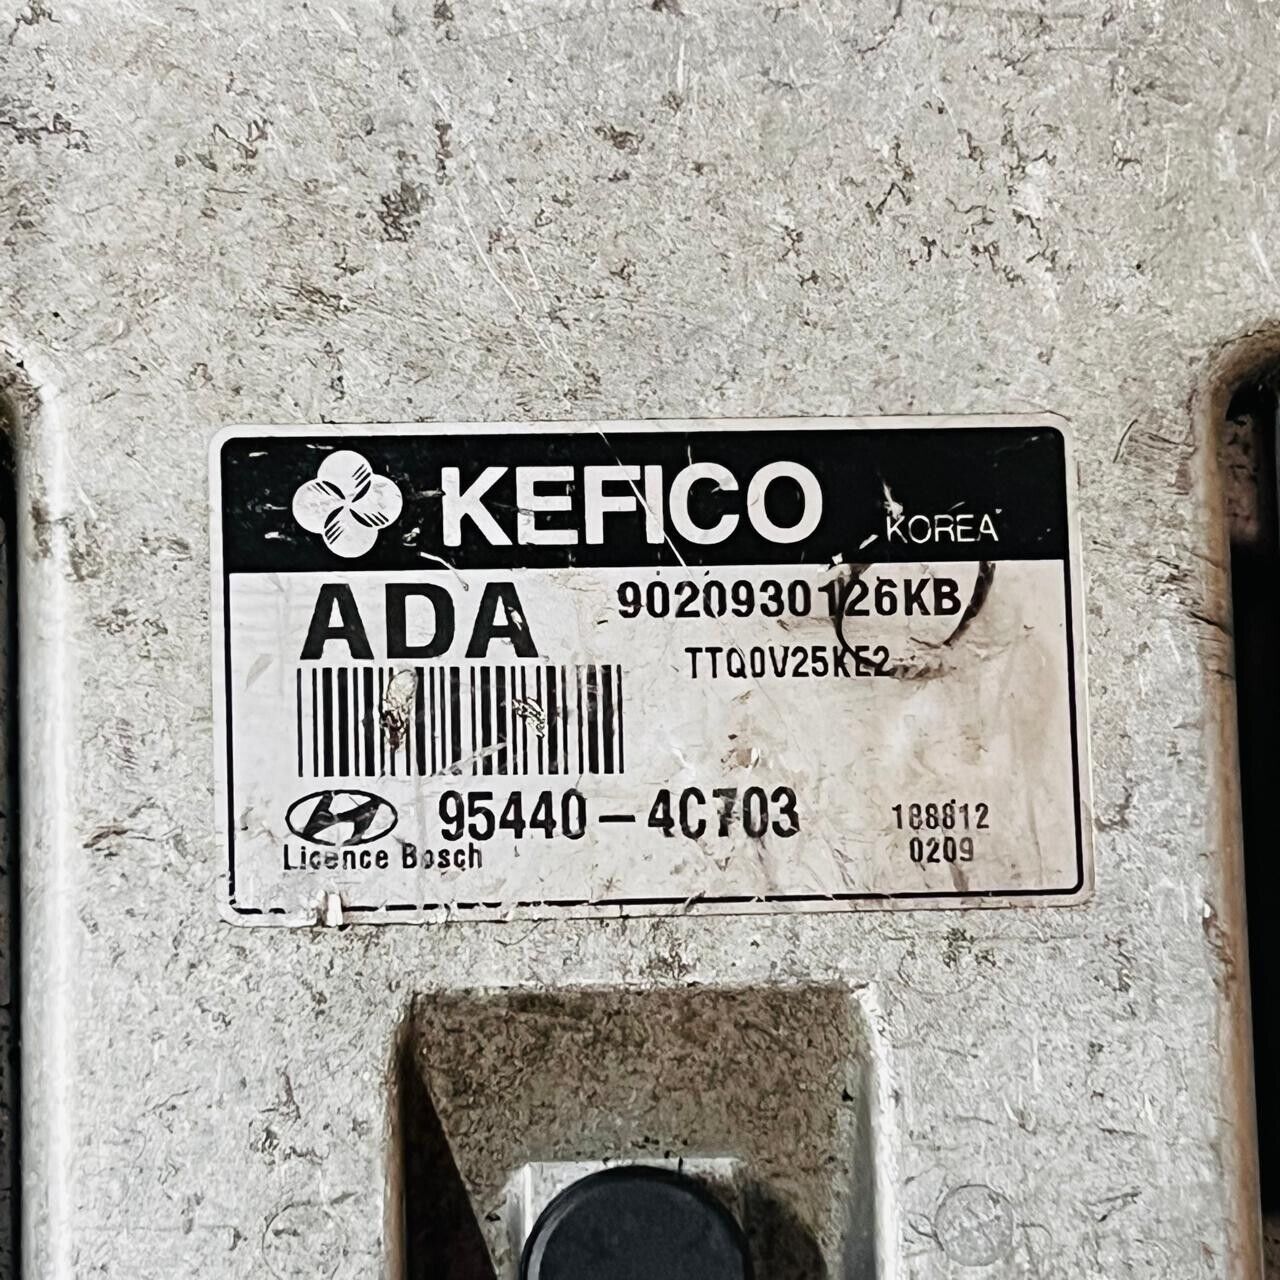 KEFICO KOREA
ADA 9020930126KB
TTQ0V25KE2
95440-4C703 188812
Licence Bosch 0209